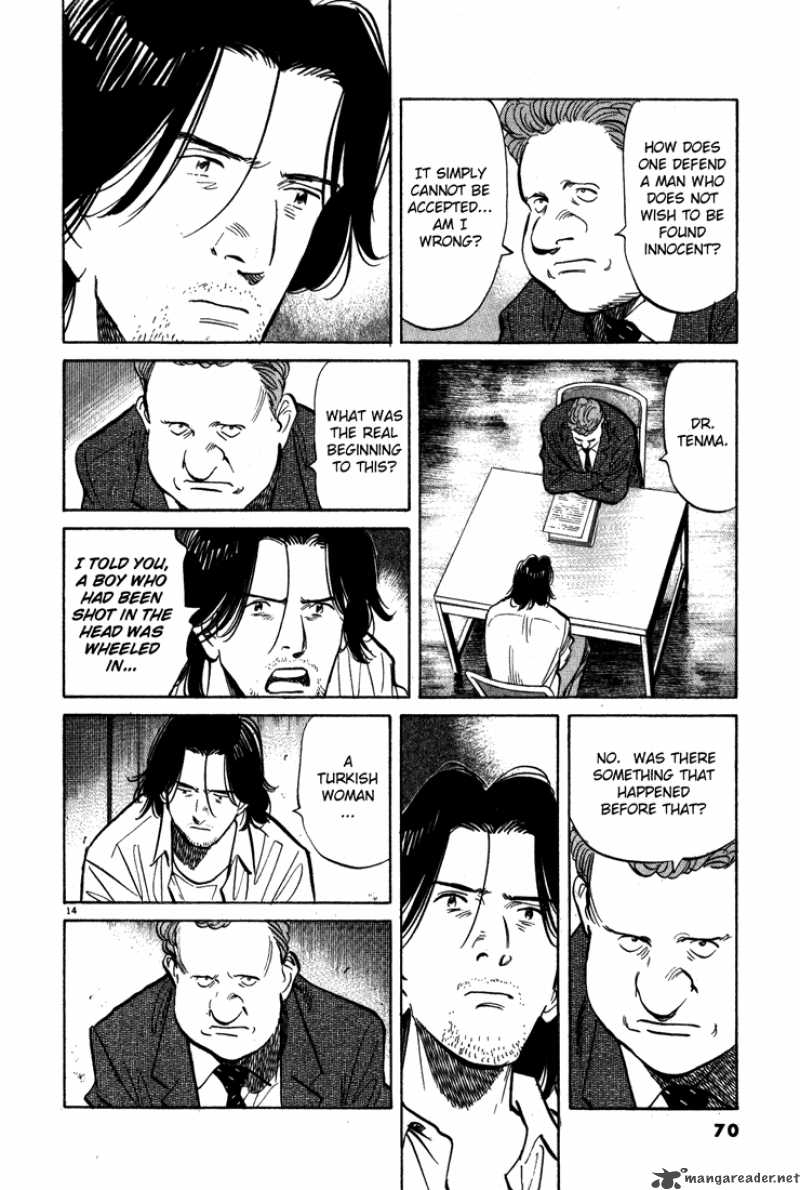 HOW DOES
ONE DEFEND
A MAN WHO
DOES NOT
WISH TO BE
FOUND
INNOCENT?
IT SIMPLY
CANNOT BE
ACCEPTED...
AM I
WRONG?
DR.
TENMA.
WHAT WAS
THE REAL
BEGINNING
TO THIS?
I TOLD YOU,
A BOY WHO
HAD BEEN
SHOT IN THE
HEAD WAS
WHEELED
IN...
NO. WAS THERE
SOMETHING THAT
HAPPENED
BEFORE THAT?
A
TURKISH
WOMAN
...
14
70
mangareader.net